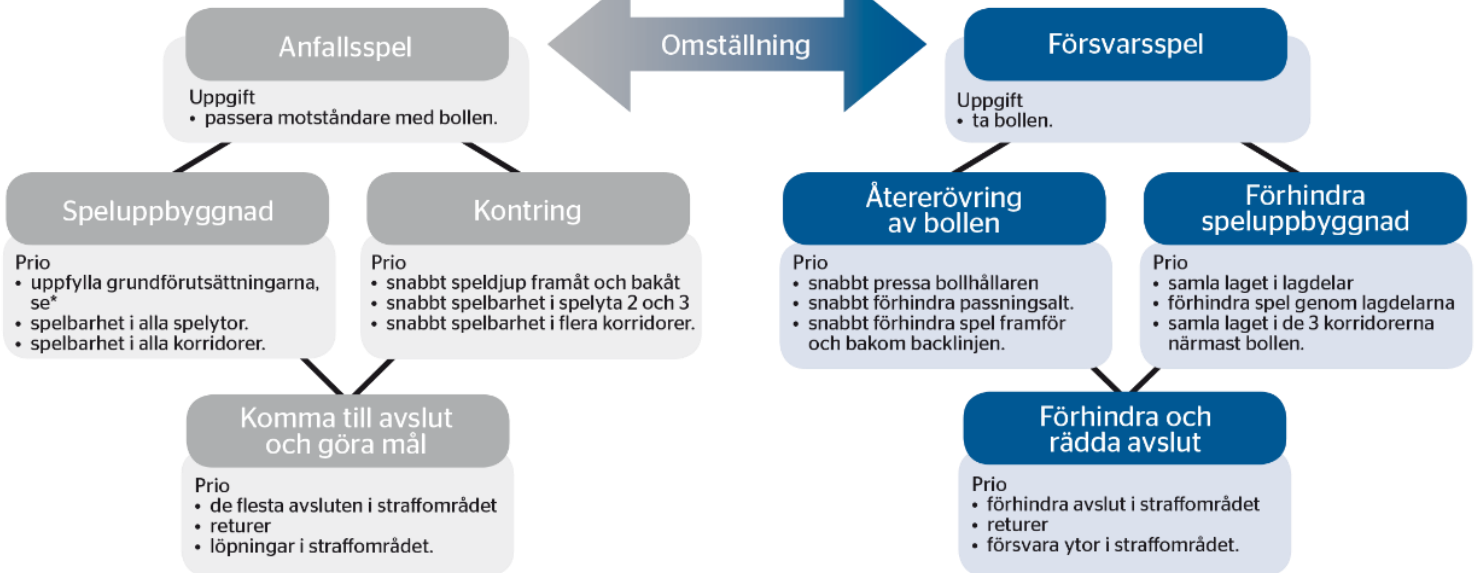 Anfallsspel
Uppgift
• passera motståndare med bollen.
Omställning
Försvarsspel
Uppgift
• ta bollen.
Speluppbyggnad
Prio
• uppfylla grundförutsättningarna,
se*
• spelbarhet i alla spelytor.
• spelbarhet i alla korridorer.
Kontring
Prio
• snabbt speldjup framåt och bakåt
• snabbt spelbarhet i spelyta 2 och 3
• snabbt spelbarhet i flera korridorer.
Återerövring
av bollen
Prio
• snabbt pressa bollhållaren
• snabbt förhindra passningsalt.
• snabbt förhindra spel framför
och bakom backlinjen.
Förhindra
speluppbyggnad
Prio
• samla laget i lagdelar
• förhindra spel genom lagdelarna
• samla laget i de 3 korridorerna
närmast bollen.
Komma till avslut
och göra mål
Prio
• de flesta avsluten i straffområdet
• returer
• löpningar i straffområdet.
Förhindra och
rädda avslut
Prio
• förhindra avslut i straffområdet
• returer
• försvara ytor i straffområdet.